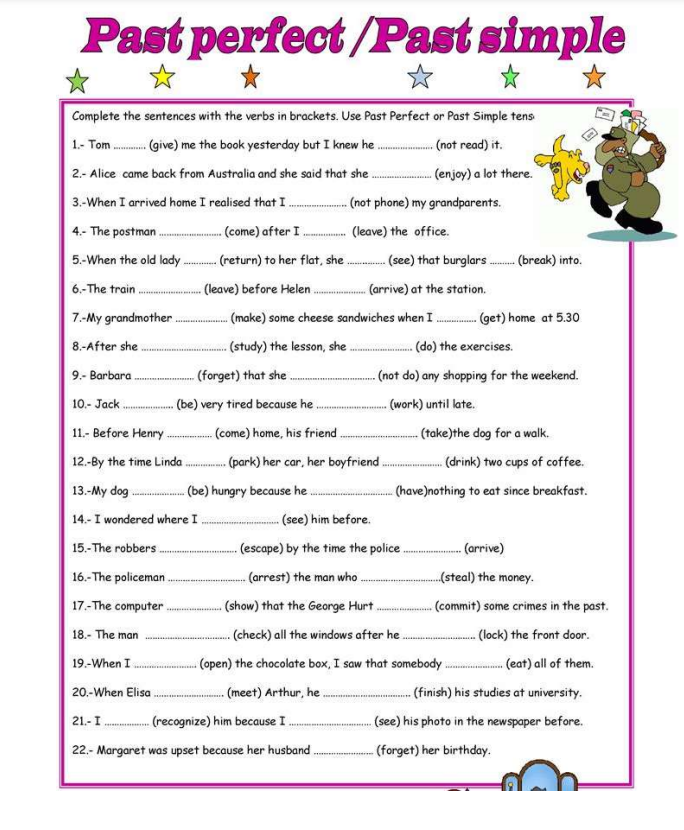 Past perfect /Past simple
Complete the sentences with the verbs in brackets. Use Past Perfect or Past Simple tens
1.- Tom ........... (give) me the book yesterday but I knew he ................... (not read) it.
2.- Alice came back from Australia and she said that she ..................... (enjoy) a lot there.
3.-When I arrived home I realised that I .................... (not phone) my grandparents.
4.- The postman ...................... (come) after I ............... (leave) the office.
5.-When the old lady ........... (return) to her flat, she ............. (see) that burglars ......... (break) into.
6.-The train ...................... (leave) before Helen .................. (arrive) at the station.
7.-My grandmother .................. (make) some cheese sandwiches when I .............. (get) home at 5.30
8.-After she .............................. (study) the lesson, she ...................... (do) the exercises.
9.- Barbara ..................... (forget) that she .............................. (not do) any shopping for the weekend.
10.- Jack .................. (be) very tired because he ......................... (work) until late.
11.- Before Henry ................ (come) home, his friend ........................... (take)the dog for a walk.
12.-By the time Linda .............. (park) her car, her boyfriend ..................... (drink) two cups of coffee.
13.-My dog .................. (be) hungry because he ............................. (have)nothing to eat since breakfast.
14.- I wondered where I ........................... (see) him before.
15.-The robbers ........................... (escape) by the time the police .................... (arrive)
16.-The policeman ........................... (arrest) the man who ............................(steal) the money.
17.-The computer ................... (show) that the George Hurt ................... (commit) some crimes in the past.
18.- The man .............................. (check) all the windows after he .......................... (lock) the front door.
19.-When I ...................... (open) the chocolate box, I saw that somebody .................... (eat) all of them.
20.-When Elisa ........................ (meet) Arthur, he .............................. (finish) his studies at university.
21.- I ................ (recognize) him because I ............................. (see) his photo in the newspaper before.
22.- Margaret was upset because her husband ..................... (forget) her birthday.